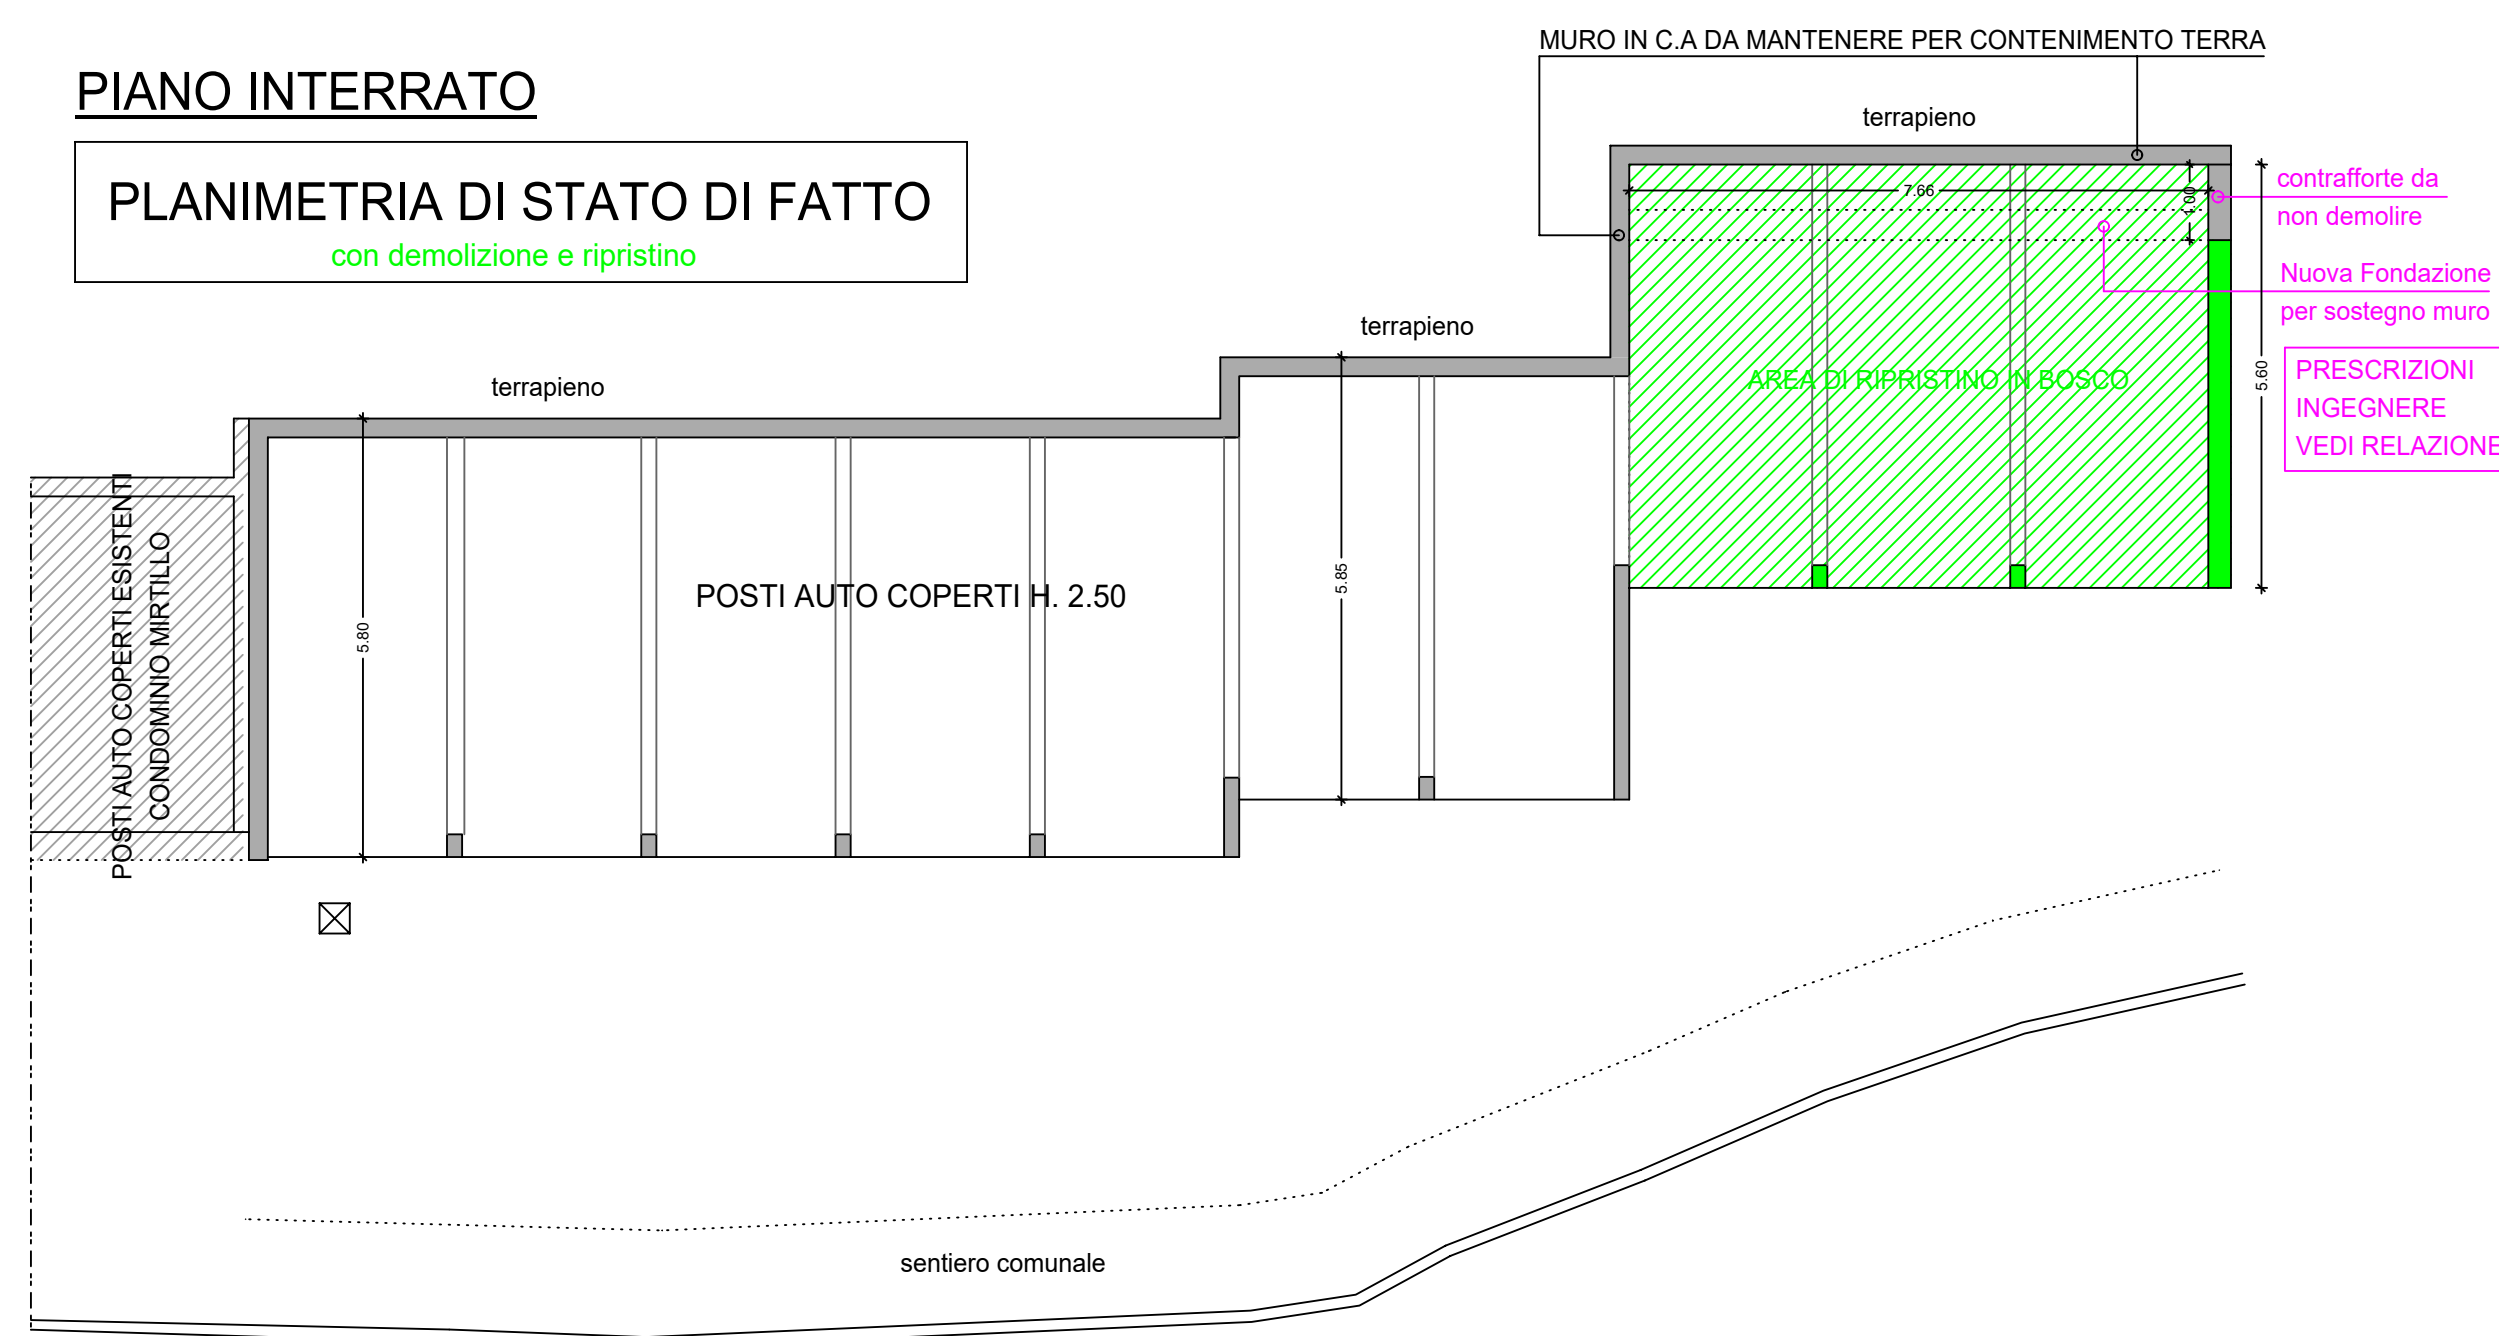 MURO IN C.A DA MANTENERE PER CONTENIMENTO TERRA
PIANO INTERRATO
PLANIMETRIA DI STATO DI FATTO
con demolizione e ripristino
terrapieno
7.66
1.00
contrafforte da
non demolire
Nuova Fondazione
per sostegno muro
terrapieno
5.60
PRESCRIZIONI
INGEGNERE
VEDI RELAZIONE
AREA DI RIPRISTINO IN BOSCO
terrapieno
POSTI AUTO COPERTI ESISTENTI
CONDOMINIO MIRTILLO
5.80
POSTI AUTO COPERTI H. 2.50
5.85
sentiero comunale